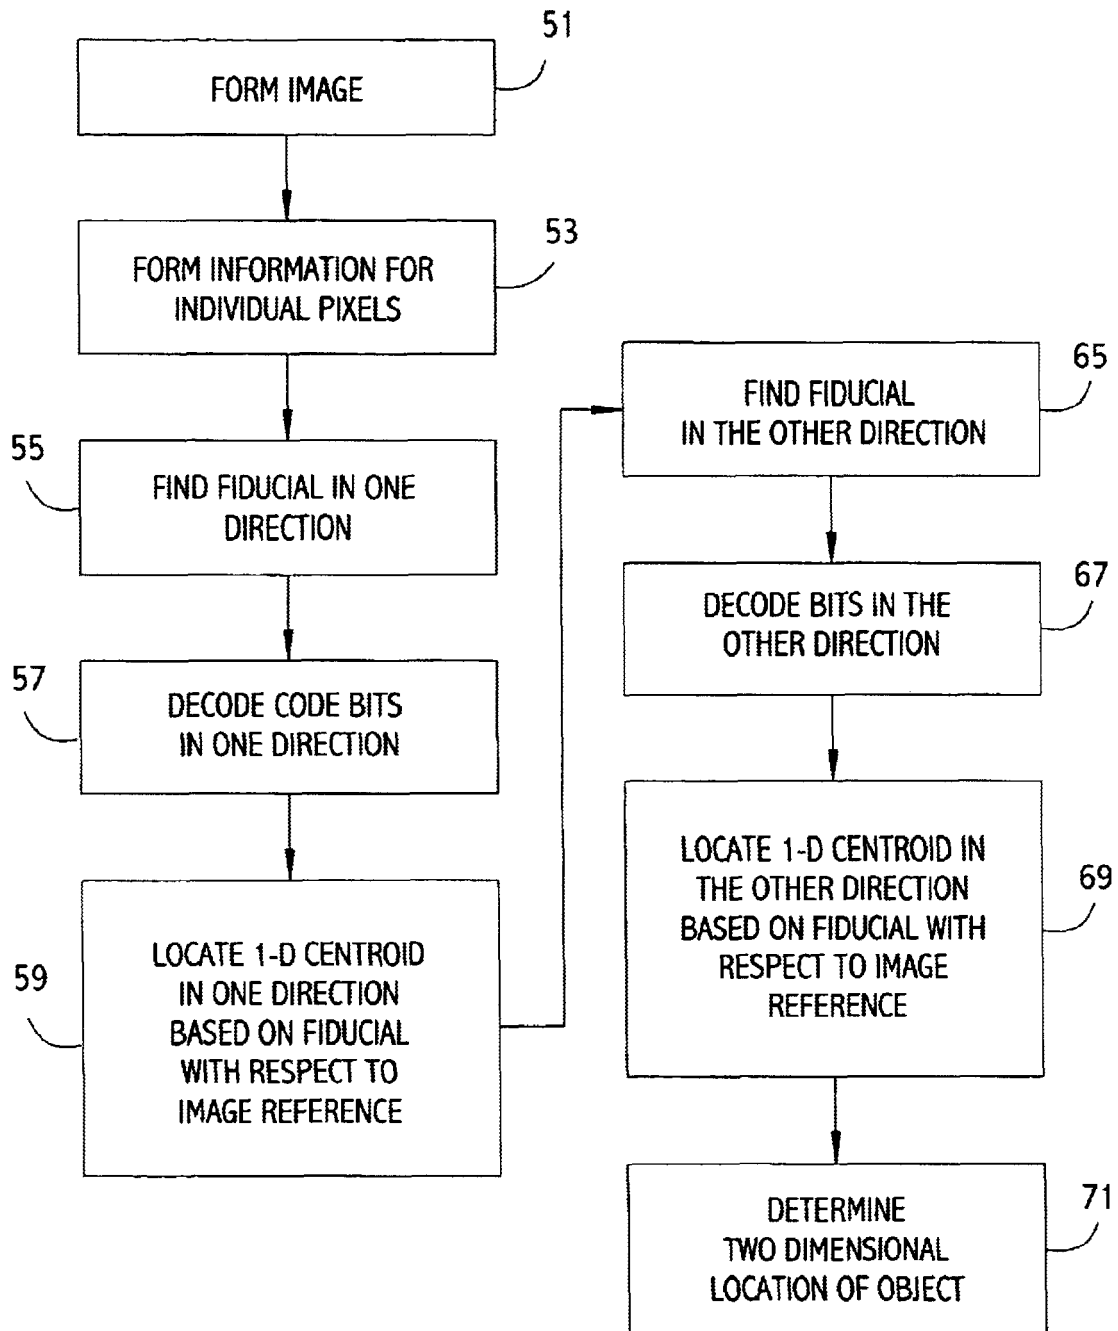 51
FORM IMAGE
53
FORM INFORMATION FOR
INDIVIDUAL PIXELS
55
FIND FIDUCIAL IN ONE
DIRECTION
57
DECODE CODE BITS
IN ONE DIRECTION
59
LOCATE 1-D CENTROID
IN ONE DIRECTION
BASED ON FIDUCIAL
WITH RESPECT TO
IMAGE REFERENCE
65
FIND FIDUCIAL
IN THE OTHER DIRECTION
67
DECODE BITS IN THE
OTHER DIRECTION
69
LOCATE 1-D CENTROID IN
THE OTHER DIRECTION
BASED ON FIDUCIAL WITH
RESPECT TO IMAGE
REFERENCE
71
DETERMINE
TWO DIMENSIONAL
LOCATION OF OBJECT